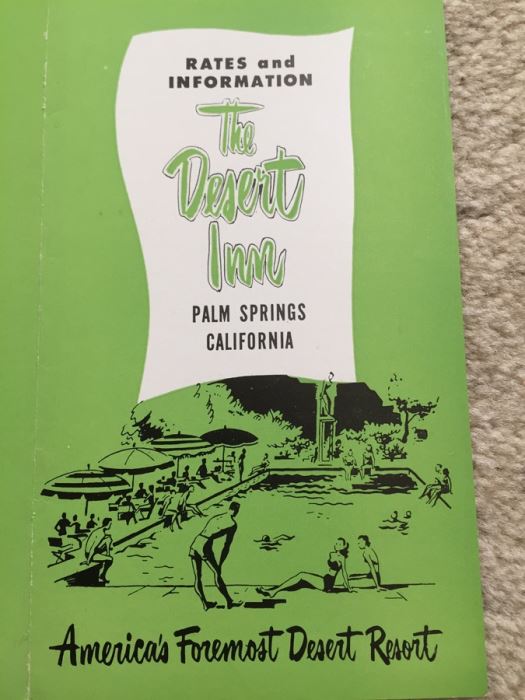 RATES and
INFORMATION
The
Desert
Inn
PALM SPRINGS
CALIFORNIA
America's Foremost Desert Resort